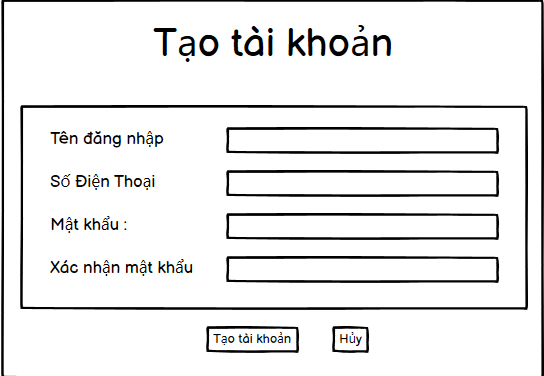 Tạo tài khoản
Tên đăng nhập
Số Điện Thoại
Mật khẩu :
Xác nhận mật khẩu
Tạo tài khoản Hủy